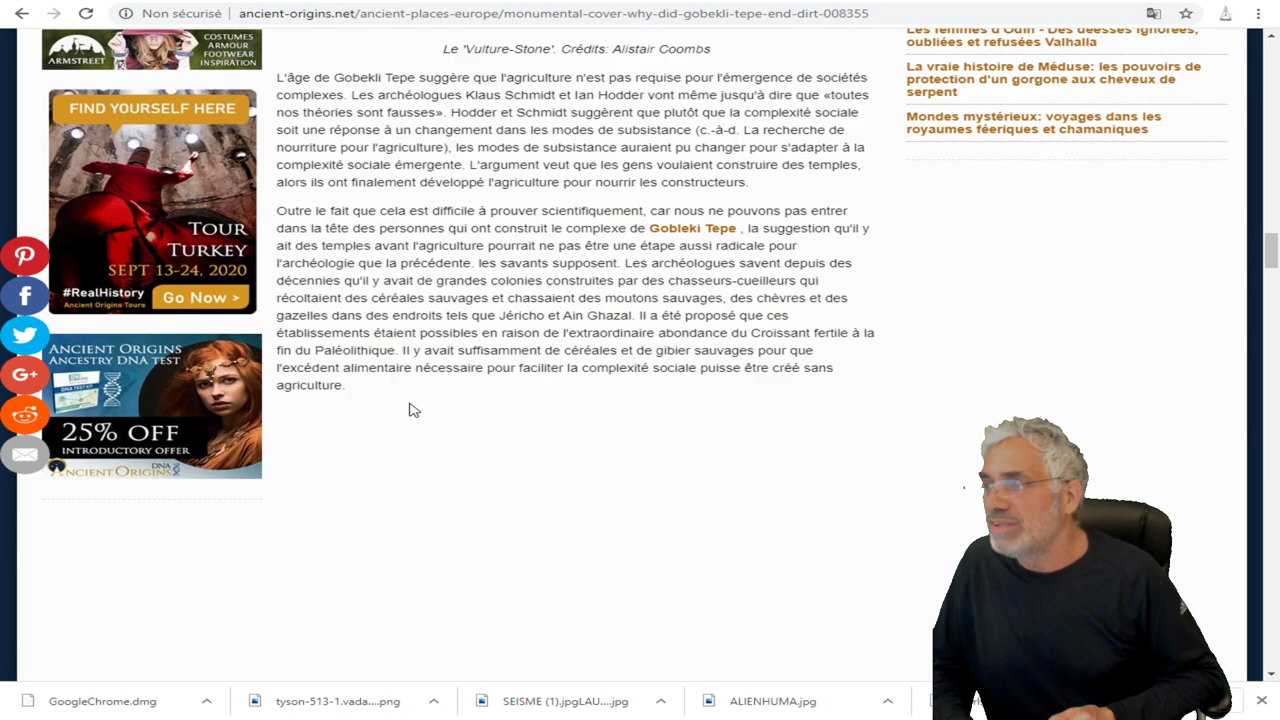 Non sécurisé
ancient-origins.net/ancient-places-europe/monumental-cover-why-did-gobekli-tepe-end-dirt-008355
ARMSTREET
COSTUMES
ARMOUR
FOOTWEAR
INSPIRATION
FIND YOURSELF HERE
TOUR
TURKEY
SEPT 13-24, 2020
#RealHistory
Ancient Origins Tours
Go Now >
ANCIENT ORIGINS
ANCESTRY DNA TEST
25% OFF
INTRODUCTORY OFFER
ANCIENT ORIGINS DNA
G+
Le 'Vulture-Stone'. Crédits: Alistair Coombs
L'âge de Gobekli Tepe suggère que l'agriculture n'est pas requise pour l'émergence de sociétés
complexes. Les archéologues Klaus Schmidt et Ian Hodder vont même jusqu'à dire que «toutes
nos théories sont fausses». Hodder et Schmidt suggèrent que plutôt que la complexité sociale
soit une réponse à un changement dans les modes de subsistance (c.-à-d. La recherche de
nourriture pour l'agriculture), les modes de subsistance auraient pu changer pour s'adapter à la
complexité sociale émergente. L'argument veut que les gens voulaient construire des temples,
alors ils ont finalement développé l'agriculture pour nourrir les constructeurs.
Outre le fait que cela est difficile à prouver scientifiquement, car nous ne pouvons pas entrer
dans la tête des personnes qui ont construit le complexe de Gobleki Tepe , la suggestion qu'il y
ait des temples avant l'agriculture pourrait ne pas être une étape aussi radicale pour
l'archéologie que la précédente. les savants supposent. Les archéologues savent depuis des
décennies qu'il y avait de grandes colonies construites par des chasseurs-cueilleurs qui
récoltaient des céréales sauvages et chassaient des moutons sauvages, des chèvres et des
gazelles dans des endroits tels que Jéricho et Ain Ghazal. Il a été proposé que ces
établissements étaient possibles en raison de l'extraordinaire abondance du Croissant fertile à la
fin du Paléolithique. Il y avait suffisamment de céréales et de gibier sauvages pour que
l'excédent alimentaire nécessaire pour faciliter la complexité sociale puisse être créé sans
agriculture.
Les femmes d'Odin - Des déesses ignorées,
oubliées et refusées Valhalla
La vraie histoire de Méduse: les pouvoirs de
protection d'un gorgone aux cheveux de
serpent
Mondes mystérieux: voyages dans les
royaumes féeriques et chamaniques
GoogleChrome.dmg
tyson-513-1.vada....png
SEISME (1).jpgLAU....jpg
ALIENHUMA.jpg